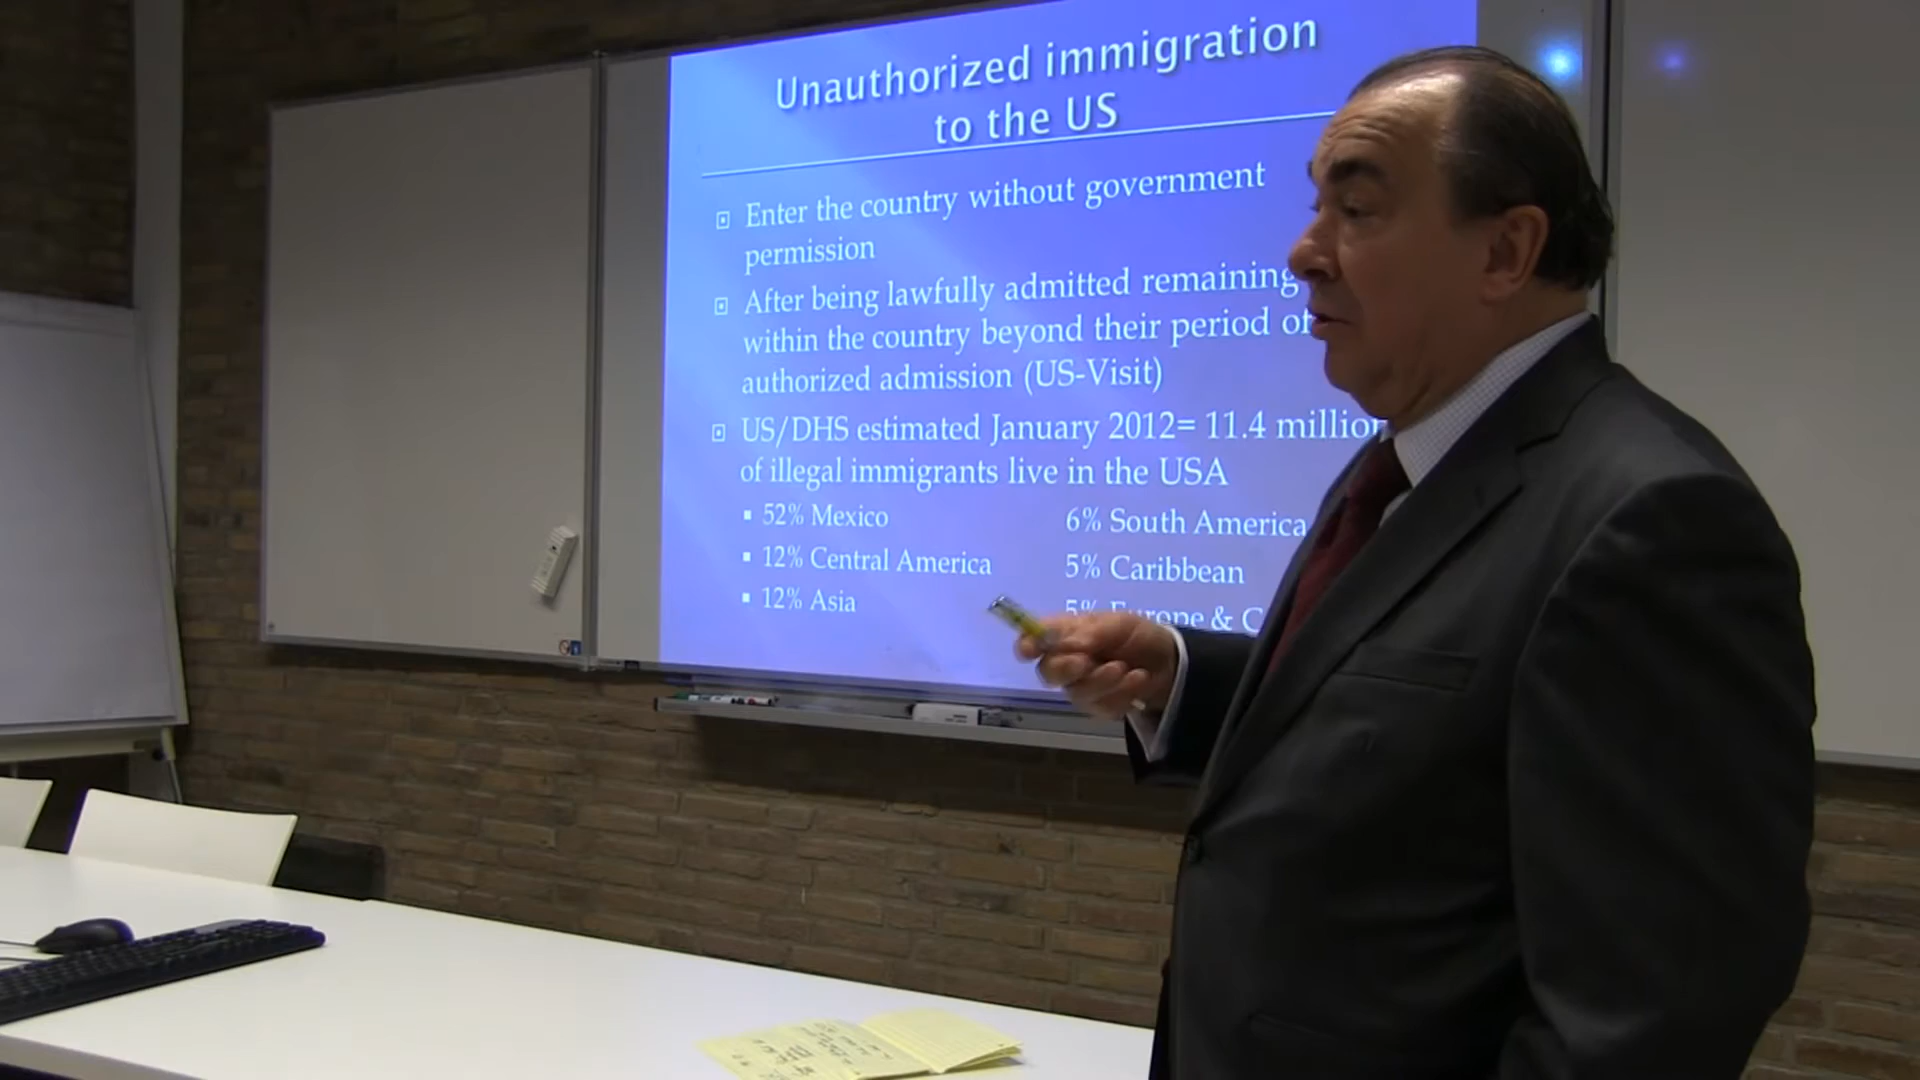 Unauthorized immigration
to the US
Enter the country without government
permission
After being lawfully admitted remaining
within the country beyond their period of
authorized admission (US-Visit)
US/DHS estimated January 2012= 11.4 million
of illegal immigrants live in the USA
52% Mexico
12% Central America
12% Asia
6% South America
5% Caribbean
5% Europe & C